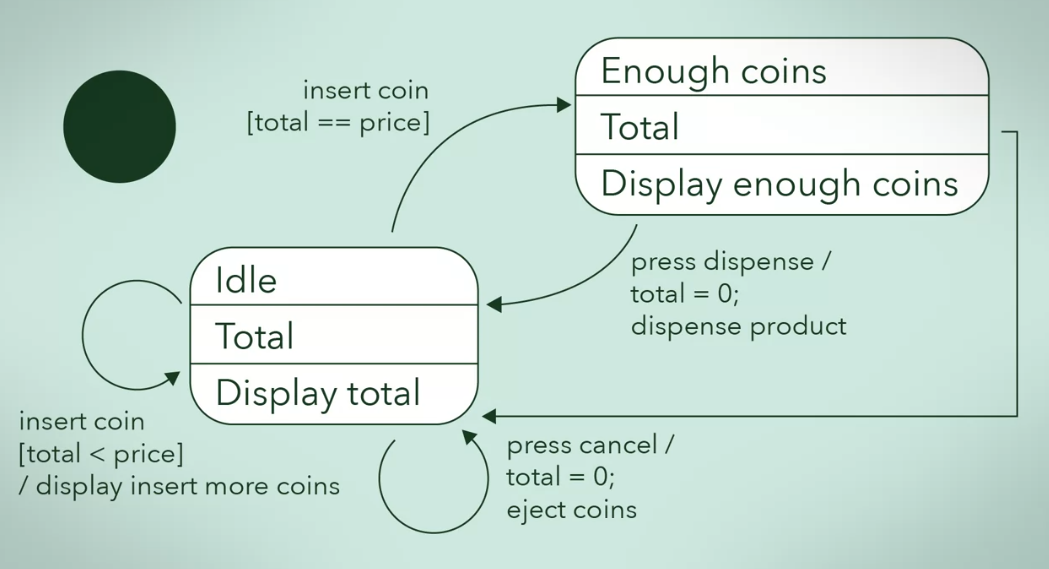 insert coin
[total == price]
Enough coins
Total
Display enough coins
Idle
Total
Display total
press dispense /
total = 0;
dispense product
insert coin
[total < price]
/ display insert more coins
press cancel /
total = 0;
eject coins